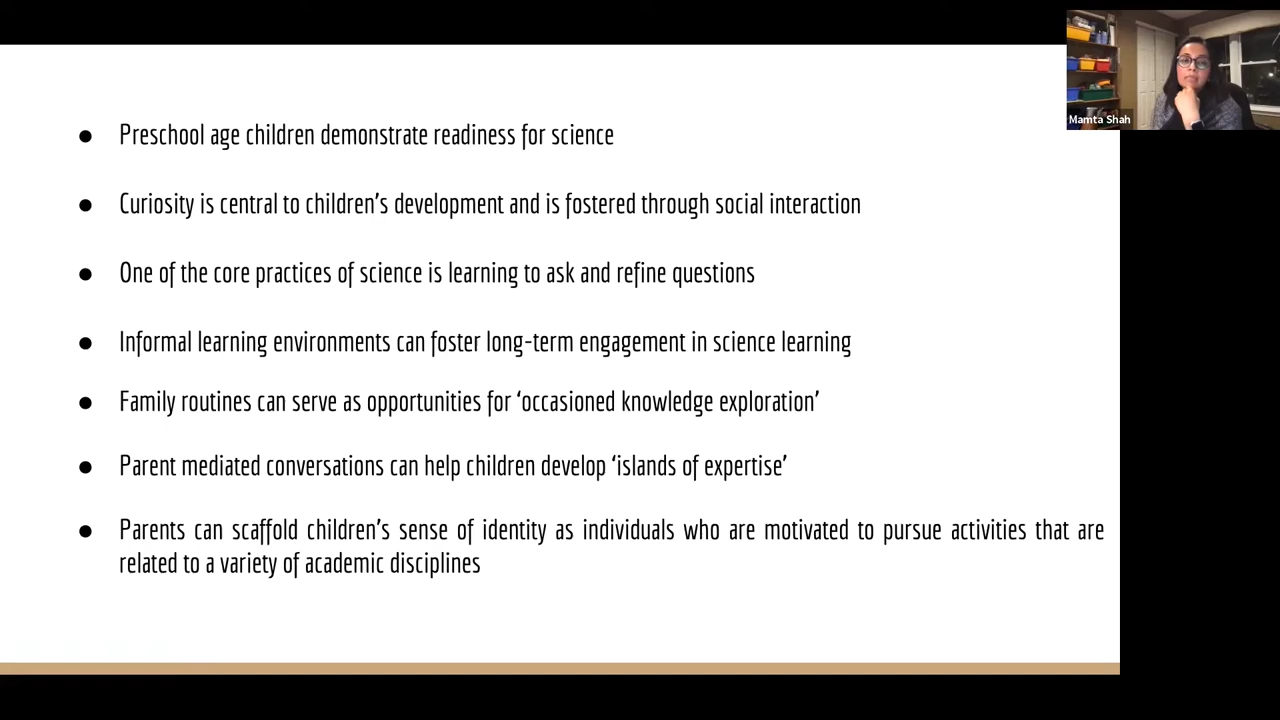 Mamta Shah
● Preschool age children demonstrate readiness for science
● Curiosity is central to children's development and is fostered through social interaction
● One of the core practices of science is learning to ask and refine questions
● Informal learning environments can foster long-term engagement in science learning
● Family routines can serve as opportunities for ‘occasioned knowledge exploration’
● Parent mediated conversations can help children develop ‘islands of expertise’
● Parents can scaffold children's sense of identity as individuals who are motivated to pursue activities that are
related to a variety of academic disciplines